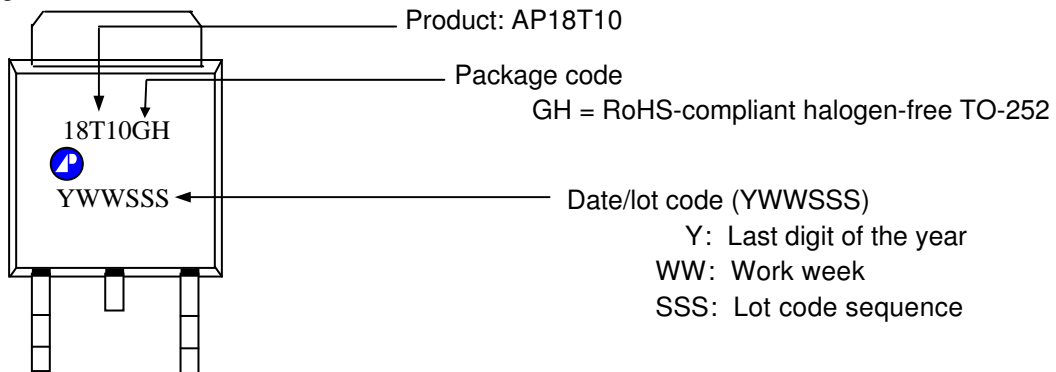 Product: AP18T10
Package code
GH = RoHS-compliant halogen-free TO-252
18T10GH
YWWSSS
Date/lot code (YWWSSS)
Y: Last digit of the year
WW: Work week
SSS: Lot code sequence